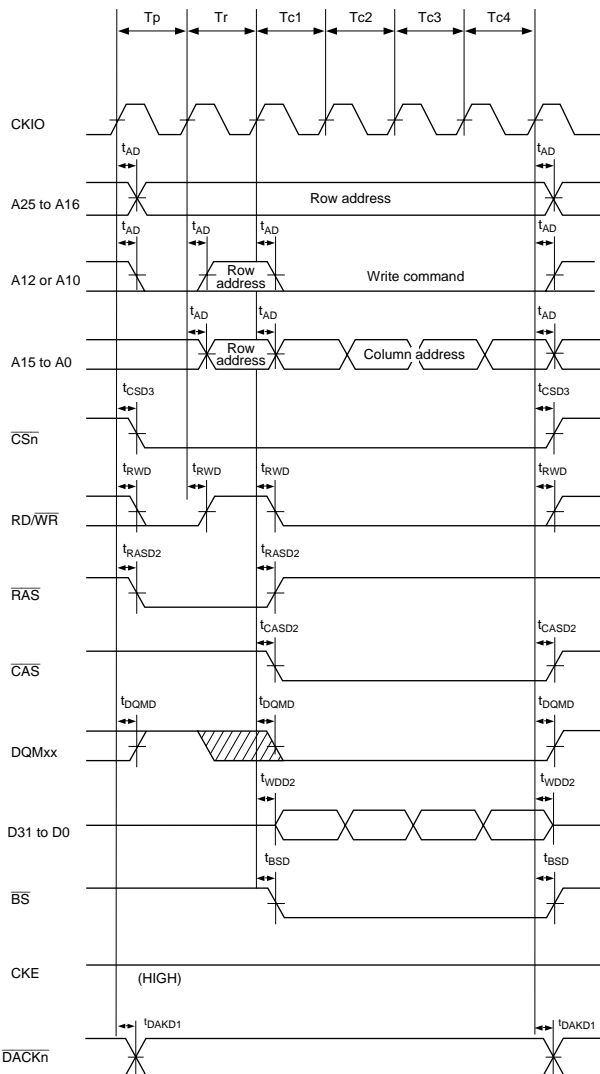 Tp Tr Tc1 Tc2 Tc3 Tc4
CKIO
tAD tAD
A25 to A16 Row address
tAD tAD tAD tAD
A12 or A10 Row address Write command
tAD tAD tAD
A15 to A0 Row address Column address
tCSD3 tCSD3
CSn
tRWD tRWD tRWD tRWD
RD/WR
tRASD2 tRASD2
RAS
tCASD2 tCASD2
CAS
tDQMD tDQMD tDQMD
DQMxx
tWDD2 tWDD2
D31 to D0
tBSD tBSD
BS
CKE (HIGH)
tDAKD1 tDAKD1
DACKn